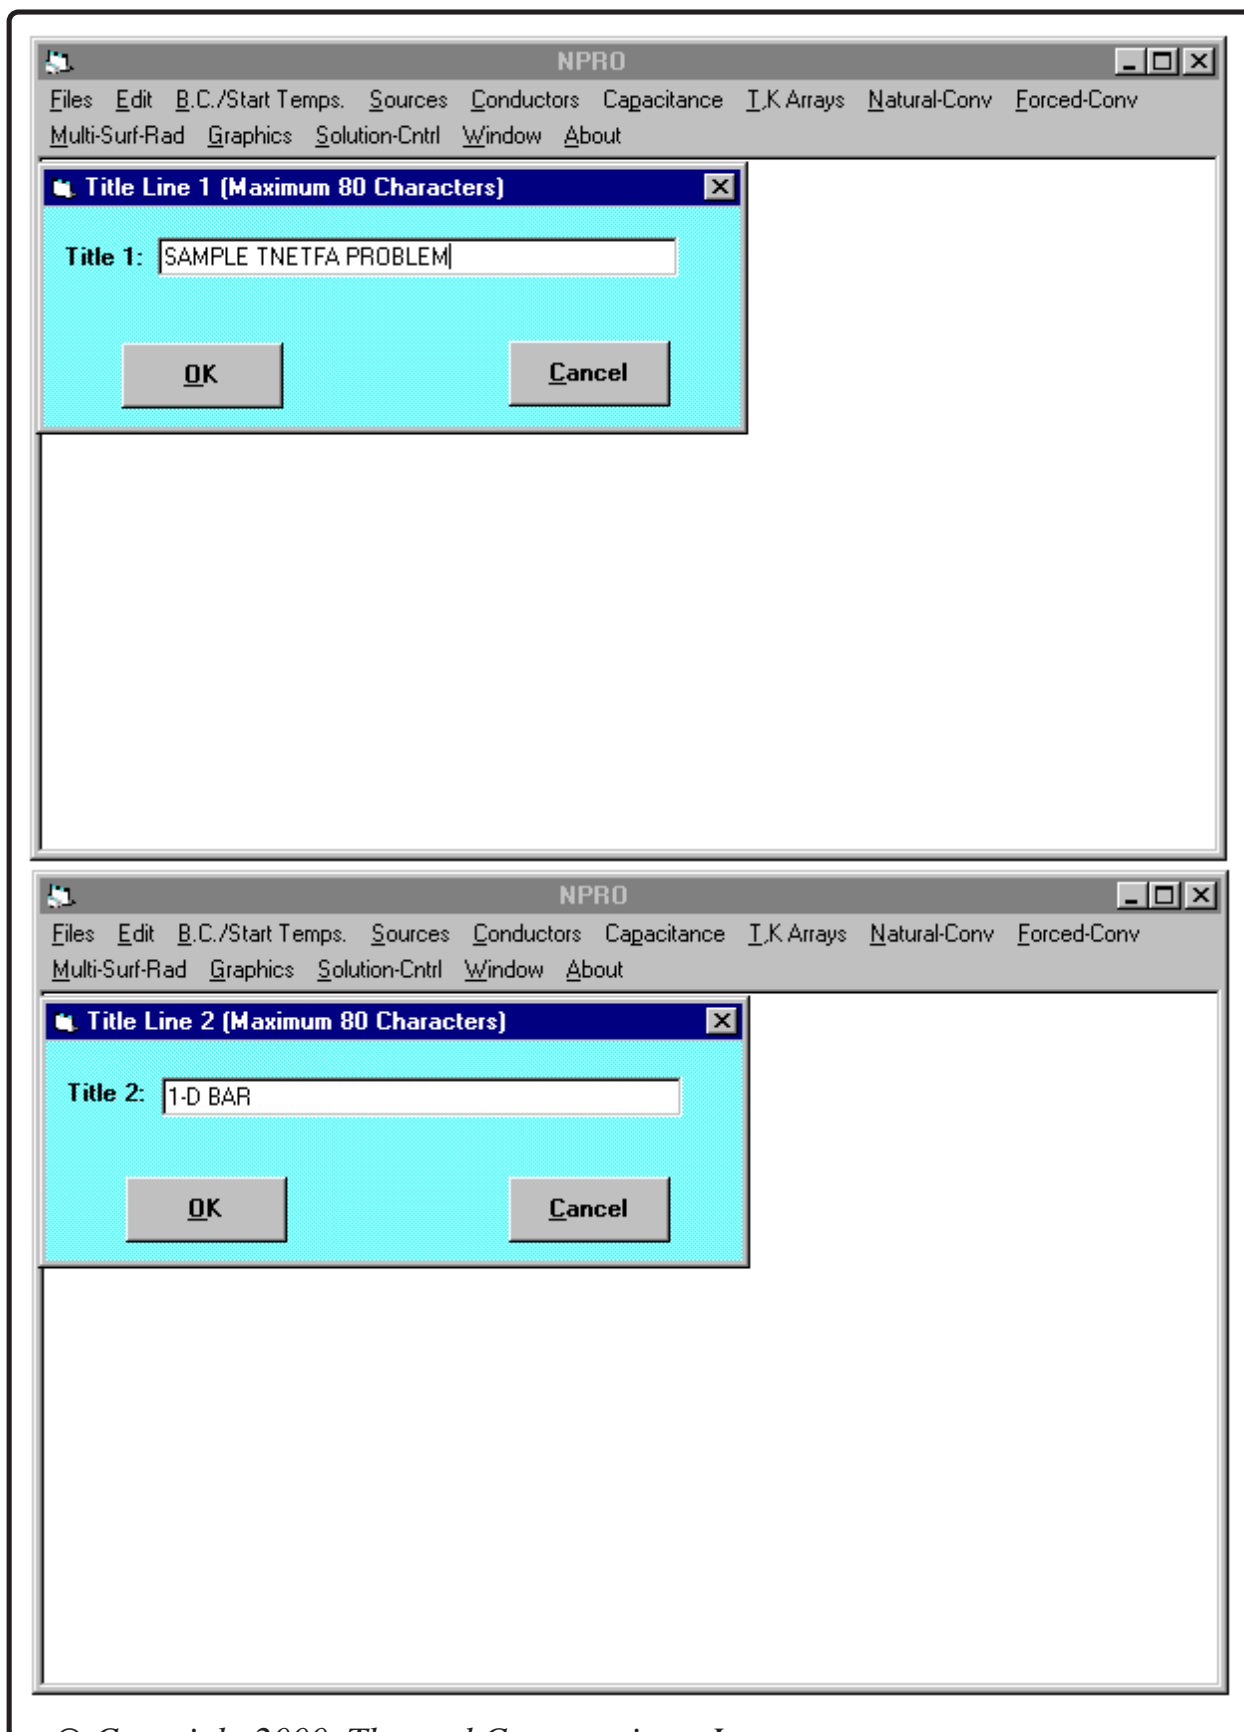 NPRO
Files Edit B.C./Start Temps. Sources Conductors Capacitance T,K Arrays Natural-Conv Forced-Conv
Multi-Surf-Rad Graphics Solution-Cntrl Window About
Title Line 1 (Maximum 80 Characters)
Title 1: SAMPLE TNETFA PROBLEM
OK Cancel
NPRO
Files Edit B.C./Start Temps. Sources Conductors Capacitance T,K Arrays Natural-Conv Forced-Conv
Multi-Surf-Rad Graphics Solution-Cntrl Window About
Title Line 2 (Maximum 80 Characters)
Title 2: 1-D BAR
OK Cancel